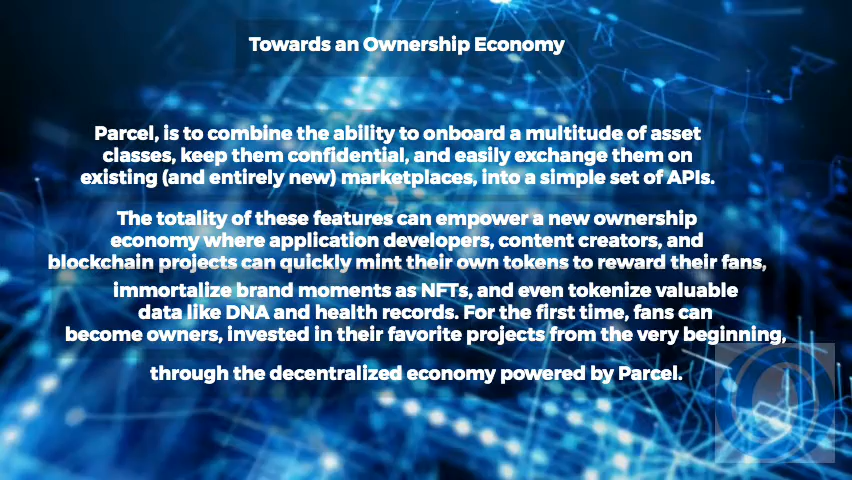 Towards an Ownership Economy
Parcel, is to combine the ability to onboard a multitude of asset
classes, keep them confidential, and easily exchange them on
existing (and entirely new) marketplaces, into a simple set of APIs.
The totality of these features can empower a new ownership
economy where application developers, content creators, and
blockchain projects can quickly mint their own tokens to reward their fans,
immortalize brand moments as NFTs, and even tokenize valuable
data like DNA and health records. For the first time, fans can
become owners, invested in their favorite projects from the very beginning,
through the decentralized economy powered by Parcel.